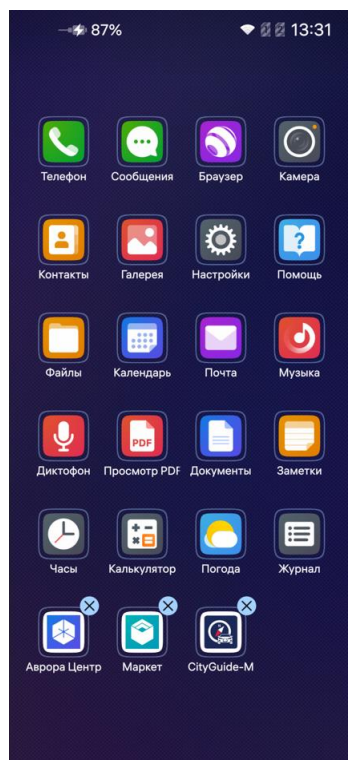 87%
13:31
Телефон
Сообщения
Браузер
Камера
Контакты
Галерея
Настройки
Помощь
Файлы
Календарь
Почта
Музыка
PDF
Диктофон
Просмотр PDF
Документы
Заметки
Часы
Калькулятор
Погода
Журнал
Аврора Центр
Маркет
CityGuide-M